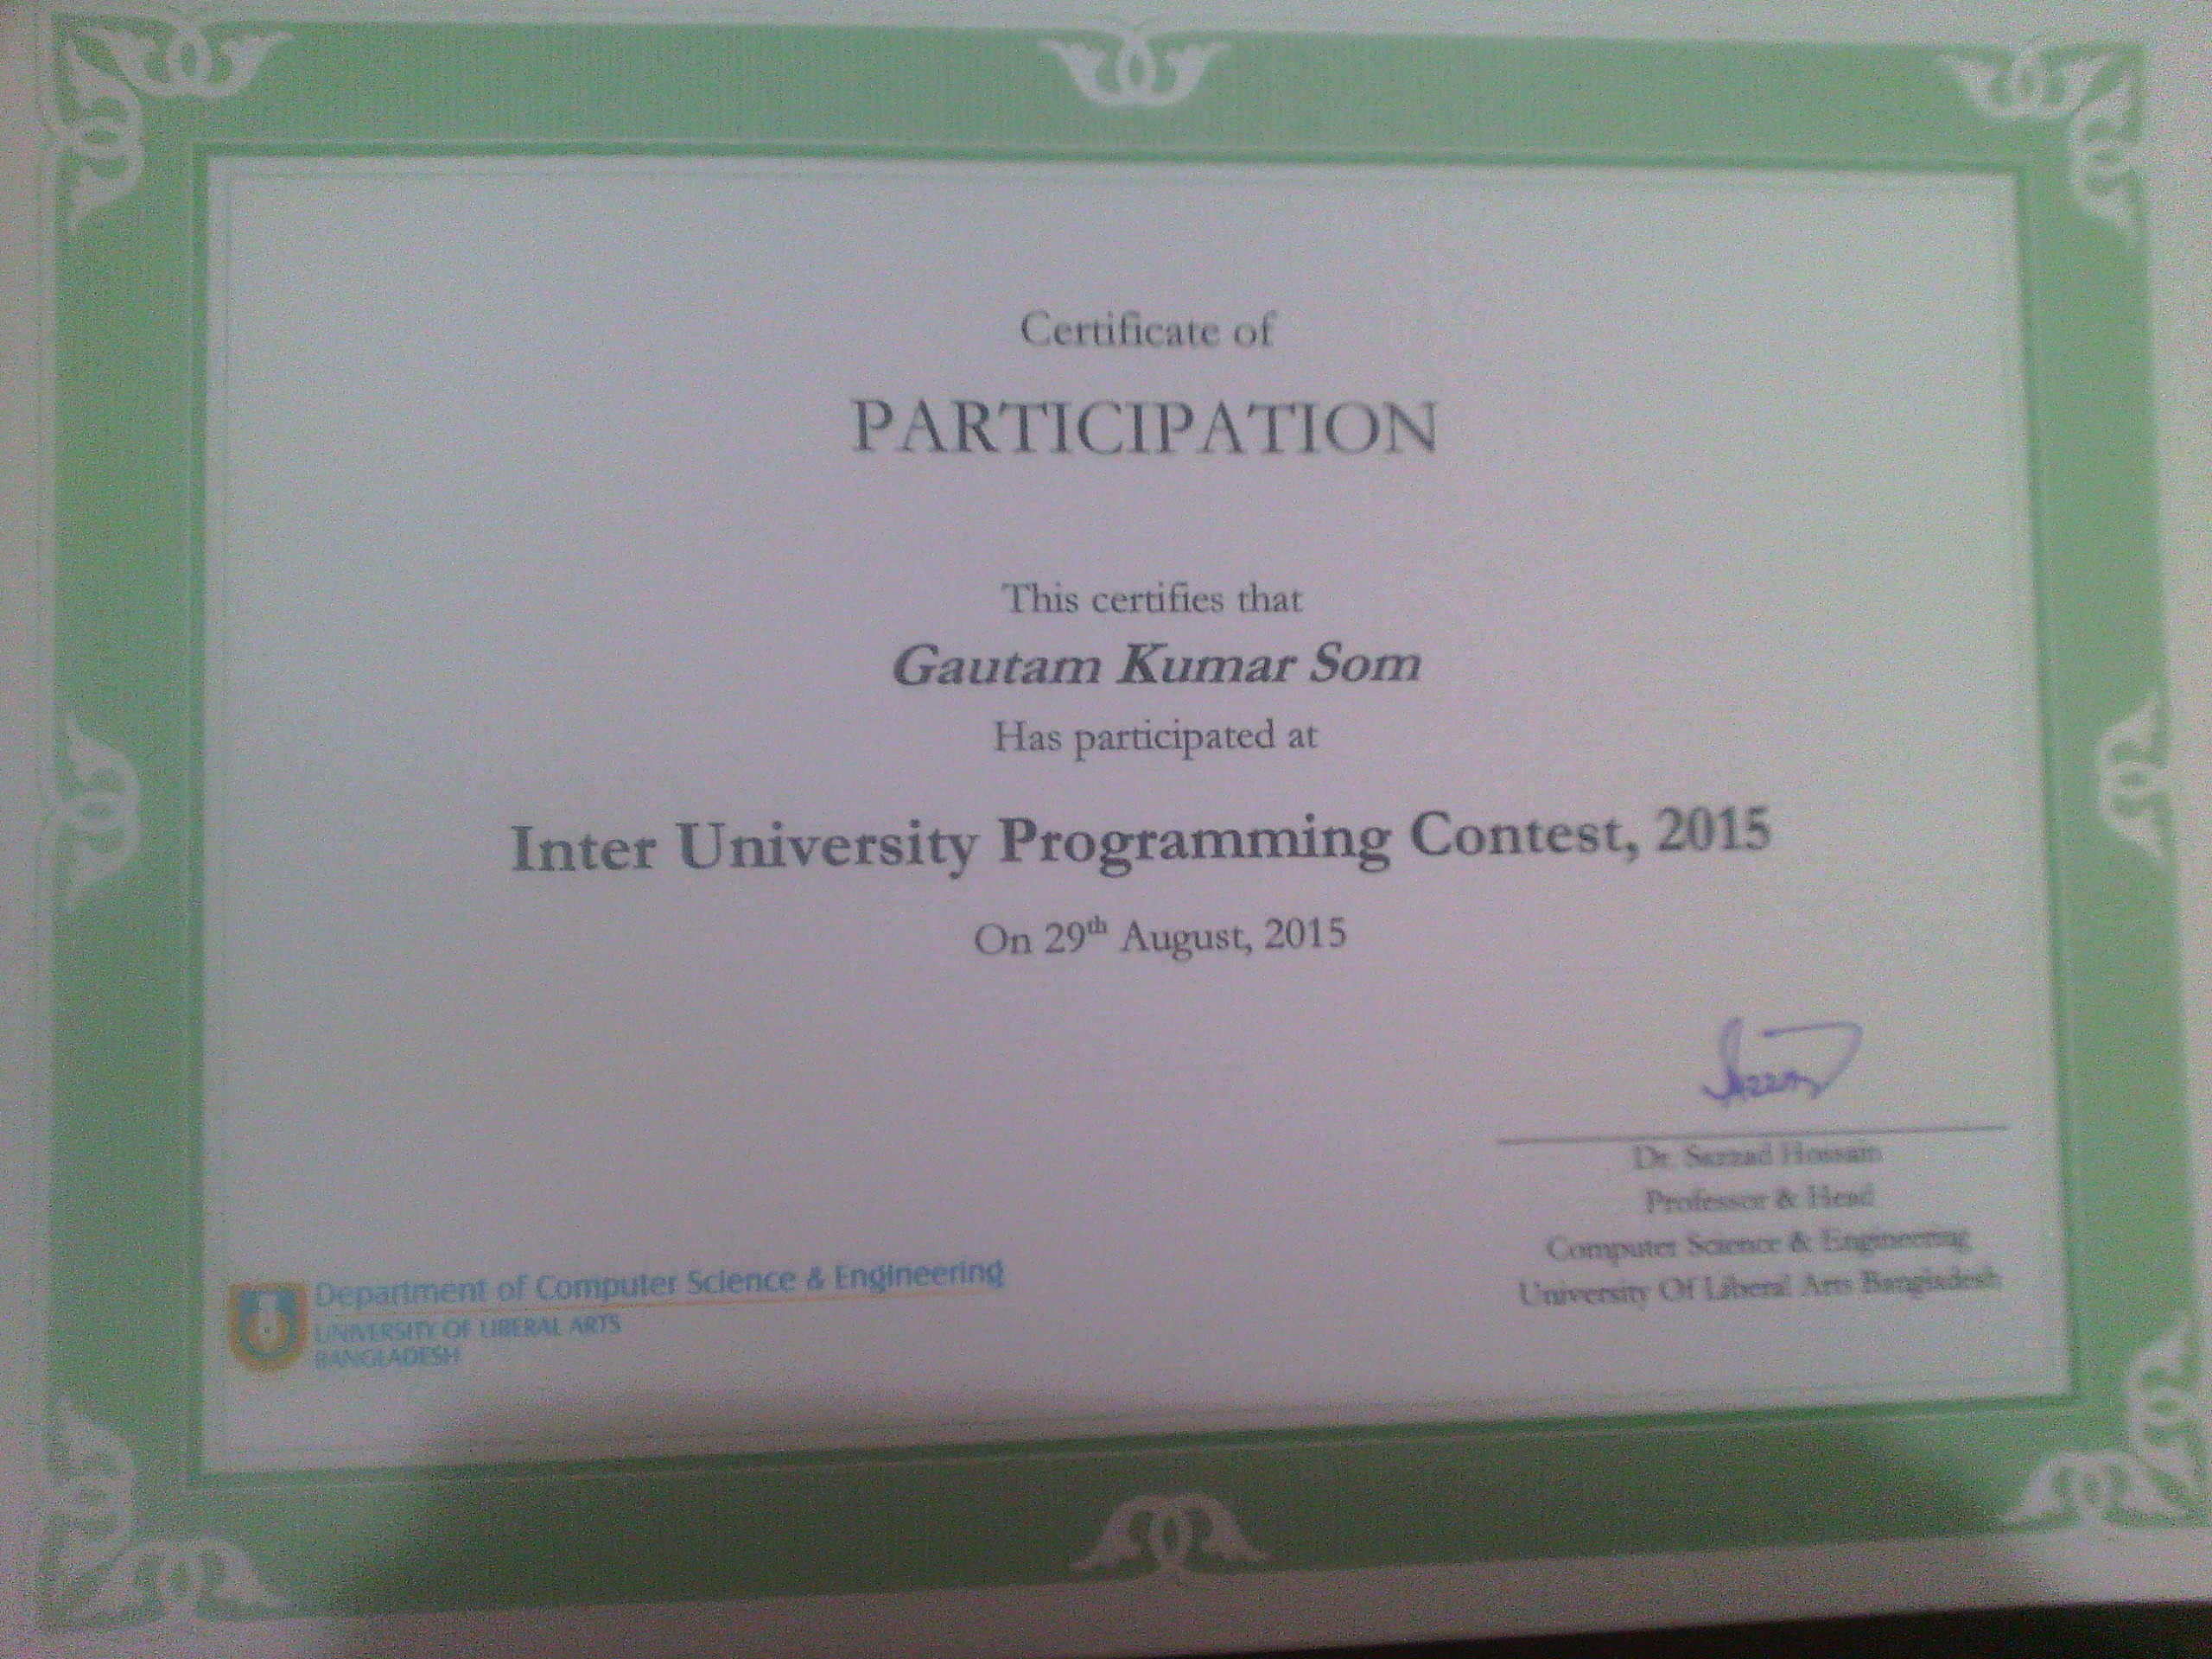 Certificate of
PARTICIPATION
This certifies that
Gautam Kumar Som
Has participated at
Inter University Programming Contest, 2015
On 29th August, 2015
Sazzad
Dr. Sazzad Hossain
Professor & Head
Computer Science & Engineering
University Of Liberal Arts Bangladesh
Department of Computer Science & Engineering
UNIVERSITY OF LIBERAL ARTS
BANGLADESH